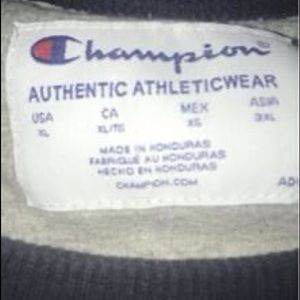 Champion
AUTHENTIC ATHLETICWEAR
USA CA MEX ASIA
XL XL/TG XG 3XL
MADE IN HONDURAS
FABRIQUÉ AU HONDURAS
HECHO EN HONDURAS
CHAMPION.COM